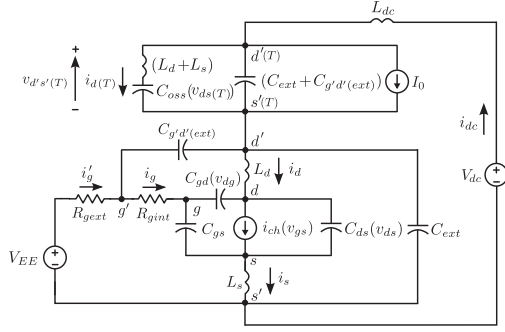 L_dc
d'(T)
+
v_d's'(T)
i_d(T)
-
(L_d+L_s)
C_oss(v_ds(T))
(C_ext+C_g'd'(ext))
I_0
s'(T)
i_dc
C_g'd'(ext)
d'
i'_g
i_g
C_gd(v_dg)
L_d
i_d
+
-
V_dc
R_gext
g'
R_gint
g
d
C_gs
i_ch(v_gs)
C_ds(v_ds)
C_ext
V_EE
+
-
s
L_s
i_s
s'